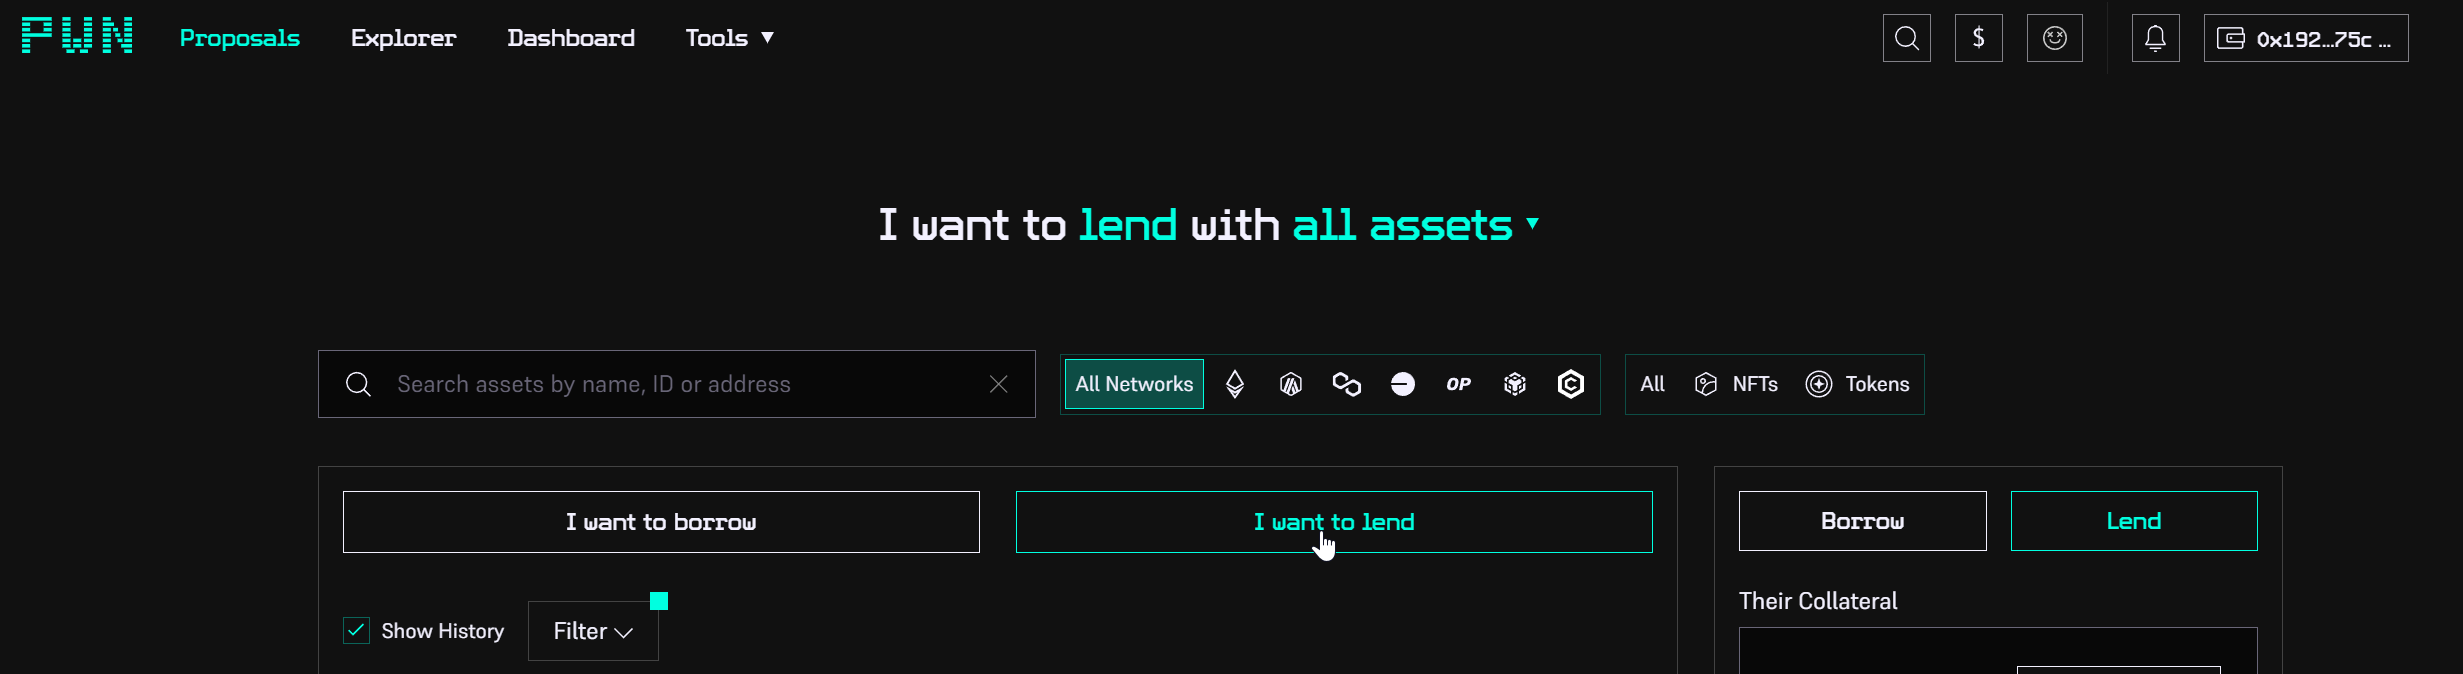 PWN Proposals Explorer Dashboard Tools $ 0x192...75c ...
I want to lend with all assets
Search assets by name, ID or address All Networks OP All NFTs Tokens
I want to borrow I want to lend Borrow Lend
Their Collateral
Show History Filter